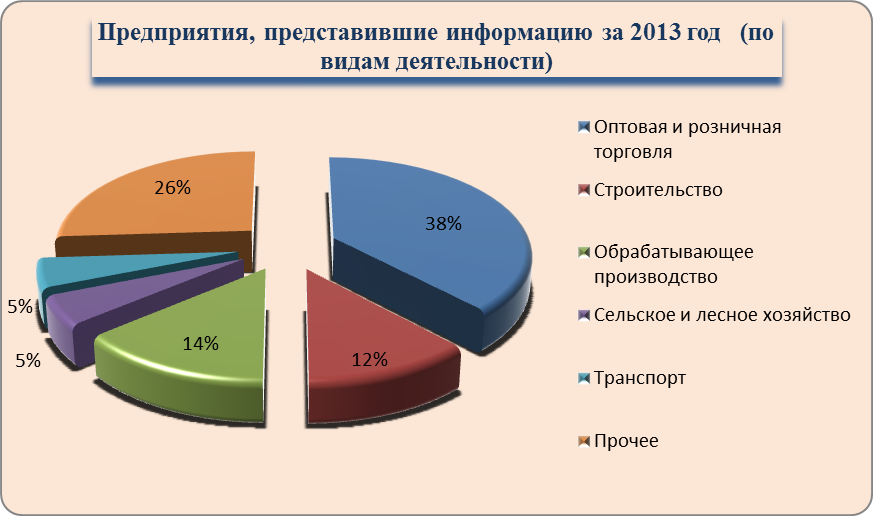 Предприятия, представившие информацию за 2013 год (по
видам деятельности)
38%
12%
14%
5%
5%
26%
Оптовая и розничная
торговля
Строительство
Обрабатывающее
производство
Сельское и лесное хозяйство
Транспорт
Прочее